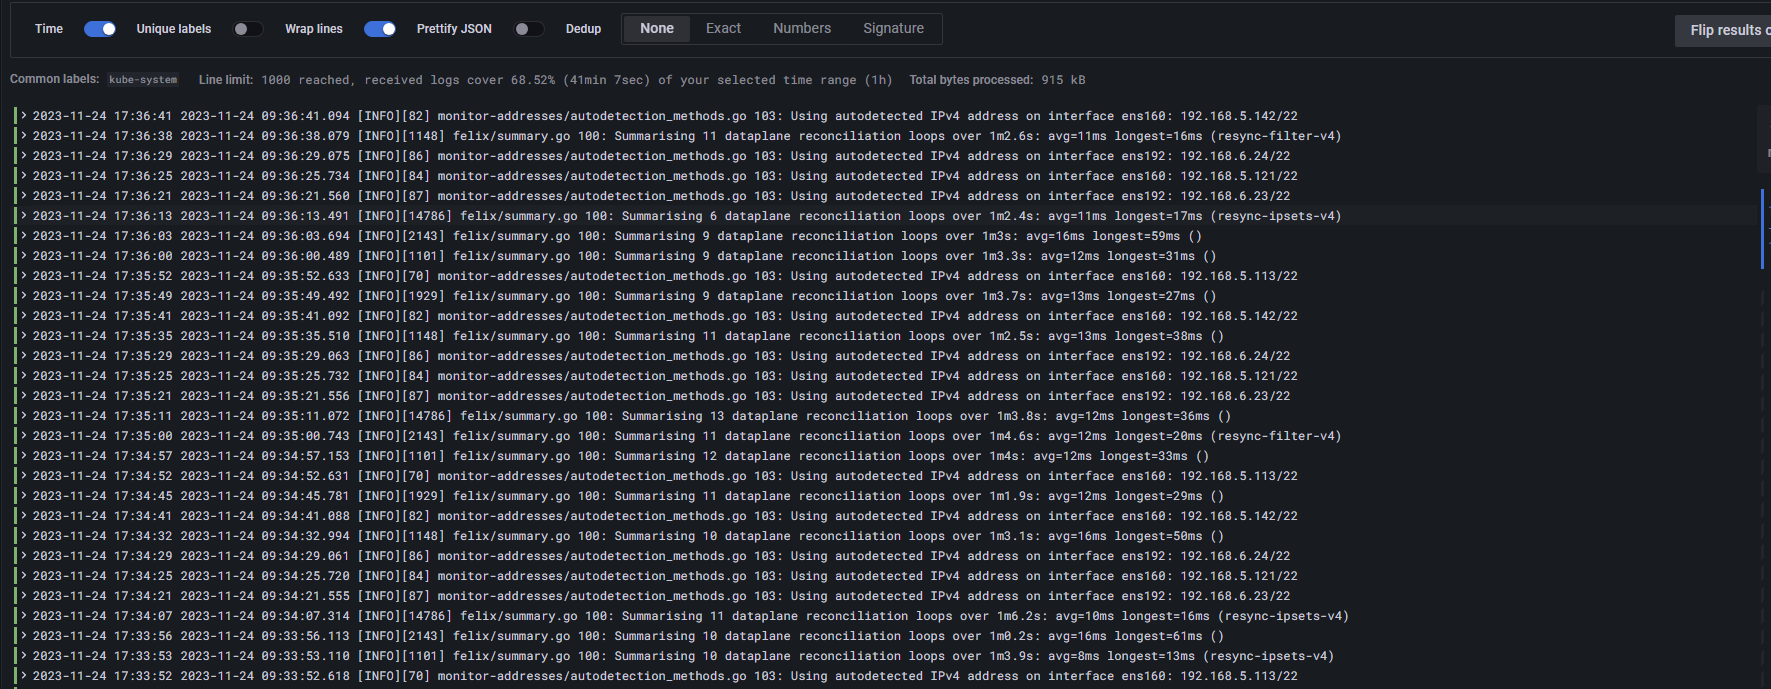 Time Unique labels Wrap lines Prettify JSON Dedup None Exact Numbers Signature Flip results
Common labels: kube-system Line limit: 1000 reached, received logs cover 68.52% (41min 7sec) of your selected time range (1h) Total bytes processed: 915 kB
> 2023-11-24 17:36:41 2023-11-24 09:36:41.094 [INFO][82] monitor-addresses/autodetection_methods.go 103: Using autodetected IPv4 address on interface ens160: 192.168.5.142/22
> 2023-11-24 17:36:38 2023-11-24 09:36:38.079 [INFO][1148] felix/summary.go 100: Summarising 11 dataplane reconciliation loops over 1m2.6s: avg=11ms longest=16ms (resync-filter-v4)
> 2023-11-24 17:36:29 2023-11-24 09:36:29.075 [INFO][86] monitor-addresses/autodetection_methods.go 103: Using autodetected IPv4 address on interface ens192: 192.168.6.24/22
> 2023-11-24 17:36:25 2023-11-24 09:36:25.734 [INFO][84] monitor-addresses/autodetection_methods.go 103: Using autodetected IPv4 address on interface ens160: 192.168.5.121/22
> 2023-11-24 17:36:21 2023-11-24 09:36:21.560 [INFO][87] monitor-addresses/autodetection_methods.go 103: Using autodetected IPv4 address on interface ens192: 192.168.6.23/22
> 2023-11-24 17:36:13 2023-11-24 09:36:13.491 [INFO][14786] felix/summary.go 100: Summarising 6 dataplane reconciliation loops over 1m2.4s: avg=11ms longest=17ms (resync-ipsets-v4)
> 2023-11-24 17:36:03 2023-11-24 09:36:03.694 [INFO][2143] felix/summary.go 100: Summarising 9 dataplane reconciliation loops over 1m3s: avg=16ms longest=59ms ()
> 2023-11-24 17:36:00 2023-11-24 09:36:00.489 [INFO][1101] felix/summary.go 100: Summarising 9 dataplane reconciliation loops over 1m3.3s: avg=12ms longest=31ms ()
> 2023-11-24 17:35:52 2023-11-24 09:35:52.633 [INFO][70] monitor-addresses/autodetection_methods.go 103: Using autodetected IPv4 address on interface ens160: 192.168.5.113/22
> 2023-11-24 17:35:49 2023-11-24 09:35:49.492 [INFO][1929] felix/summary.go 100: Summarising 9 dataplane reconciliation loops over 1m3.7s: avg=13ms longest=27ms ()
> 2023-11-24 17:35:41 2023-11-24 09:35:41.092 [INFO][82] monitor-addresses/autodetection_methods.go 103: Using autodetected IPv4 address on interface ens160: 192.168.5.142/22
> 2023-11-24 17:35:35 2023-11-24 09:35:35.510 [INFO][1148] felix/summary.go 100: Summarising 11 dataplane reconciliation loops over 1m2.5s: avg=13ms longest=38ms ()
> 2023-11-24 17:35:29 2023-11-24 09:35:29.063 [INFO][86] monitor-addresses/autodetection_methods.go 103: Using autodetected IPv4 address on interface ens192: 192.168.6.24/22
> 2023-11-24 17:35:25 2023-11-24 09:35:25.732 [INFO][84] monitor-addresses/autodetection_methods.go 103: Using autodetected IPv4 address on interface ens160: 192.168.5.121/22
> 2023-11-24 17:35:21 2023-11-24 09:35:21.556 [INFO][87] monitor-addresses/autodetection_methods.go 103: Using autodetected IPv4 address on interface ens192: 192.168.6.23/22
> 2023-11-24 17:35:11 2023-11-24 09:35:11.072 [INFO][14786] felix/summary.go 100: Summarising 13 dataplane reconciliation loops over 1m3.8s: avg=12ms longest=36ms ()
> 2023-11-24 17:35:00 2023-11-24 09:35:00.743 [INFO][2143] felix/summary.go 100: Summarising 11 dataplane reconciliation loops over 1m4.6s: avg=12ms longest=20ms (resync-filter-v4)
> 2023-11-24 17:34:57 2023-11-24 09:34:57.153 [INFO][1101] felix/summary.go 100: Summarising 12 dataplane reconciliation loops over 1m4s: avg=12ms longest=33ms ()
> 2023-11-24 17:34:52 2023-11-24 09:34:52.631 [INFO][70] monitor-addresses/autodetection_methods.go 103: Using autodetected IPv4 address on interface ens160: 192.168.5.113/22
> 2023-11-24 17:34:45 2023-11-24 09:34:45.781 [INFO][1929] felix/summary.go 100: Summarising 11 dataplane reconciliation loops over 1m1.9s: avg=12ms longest=29ms ()
> 2023-11-24 17:34:41 2023-11-24 09:34:41.088 [INFO][82] monitor-addresses/autodetection_methods.go 103: Using autodetected IPv4 address on interface ens160: 192.168.5.142/22
> 2023-11-24 17:34:32 2023-11-24 09:34:32.994 [INFO][1148] felix/summary.go 100: Summarising 10 dataplane reconciliation loops over 1m3.1s: avg=16ms longest=50ms ()
> 2023-11-24 17:34:29 2023-11-24 09:34:29.061 [INFO][86] monitor-addresses/autodetection_methods.go 103: Using autodetected IPv4 address on interface ens192: 192.168.6.24/22
> 2023-11-24 17:34:25 2023-11-24 09:34:25.720 [INFO][84] monitor-addresses/autodetection_methods.go 103: Using autodetected IPv4 address on interface ens160: 192.168.5.121/22
> 2023-11-24 17:34:21 2023-11-24 09:34:21.555 [INFO][87] monitor-addresses/autodetection_methods.go 103: Using autodetected IPv4 address on interface ens192: 192.168.6.23/22
> 2023-11-24 17:34:07 2023-11-24 09:34:07.314 [INFO][14786] felix/summary.go 100: Summarising 11 dataplane reconciliation loops over 1m6.2s: avg=10ms longest=16ms (resync-ipsets-v4)
> 2023-11-24 17:33:56 2023-11-24 09:33:56.113 [INFO][2143] felix/summary.go 100: Summarising 10 dataplane reconciliation loops over 1m0.2s: avg=16ms longest=61ms ()
> 2023-11-24 17:33:53 2023-11-24 09:33:53.110 [INFO][1101] felix/summary.go 100: Summarising 10 dataplane reconciliation loops over 1m3.9s: avg=8ms longest=13ms (resync-ipsets-v4)
> 2023-11-24 17:33:52 2023-11-24 09:33:52.618 [INFO][70] monitor-addresses/autodetection_methods.go 103: Using autodetected IPv4 address on interface ens160: 192.168.5.113/22